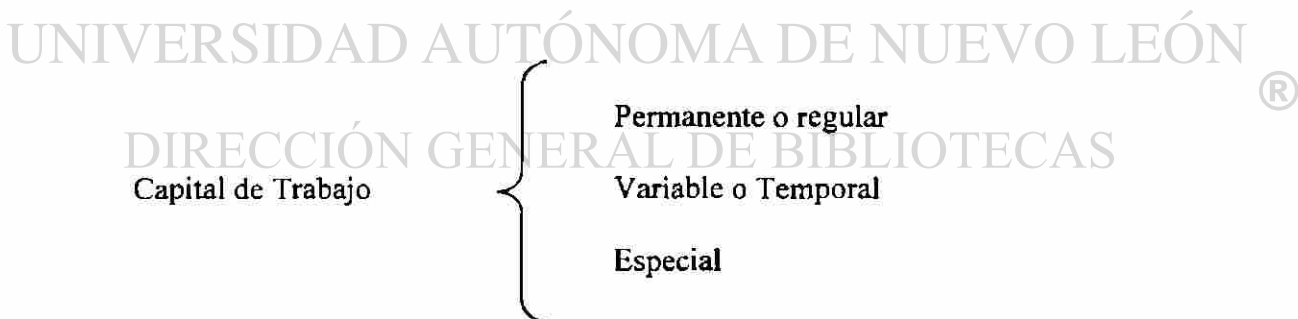 UNIVERSIDAD AUTÓNOMA DE NUEVO LEÓN
®
Permanente o regular
DIRECCIÓN GENERAL DE BIBLIOTECAS
Capital de Trabajo
Variable o Temporal
Especial